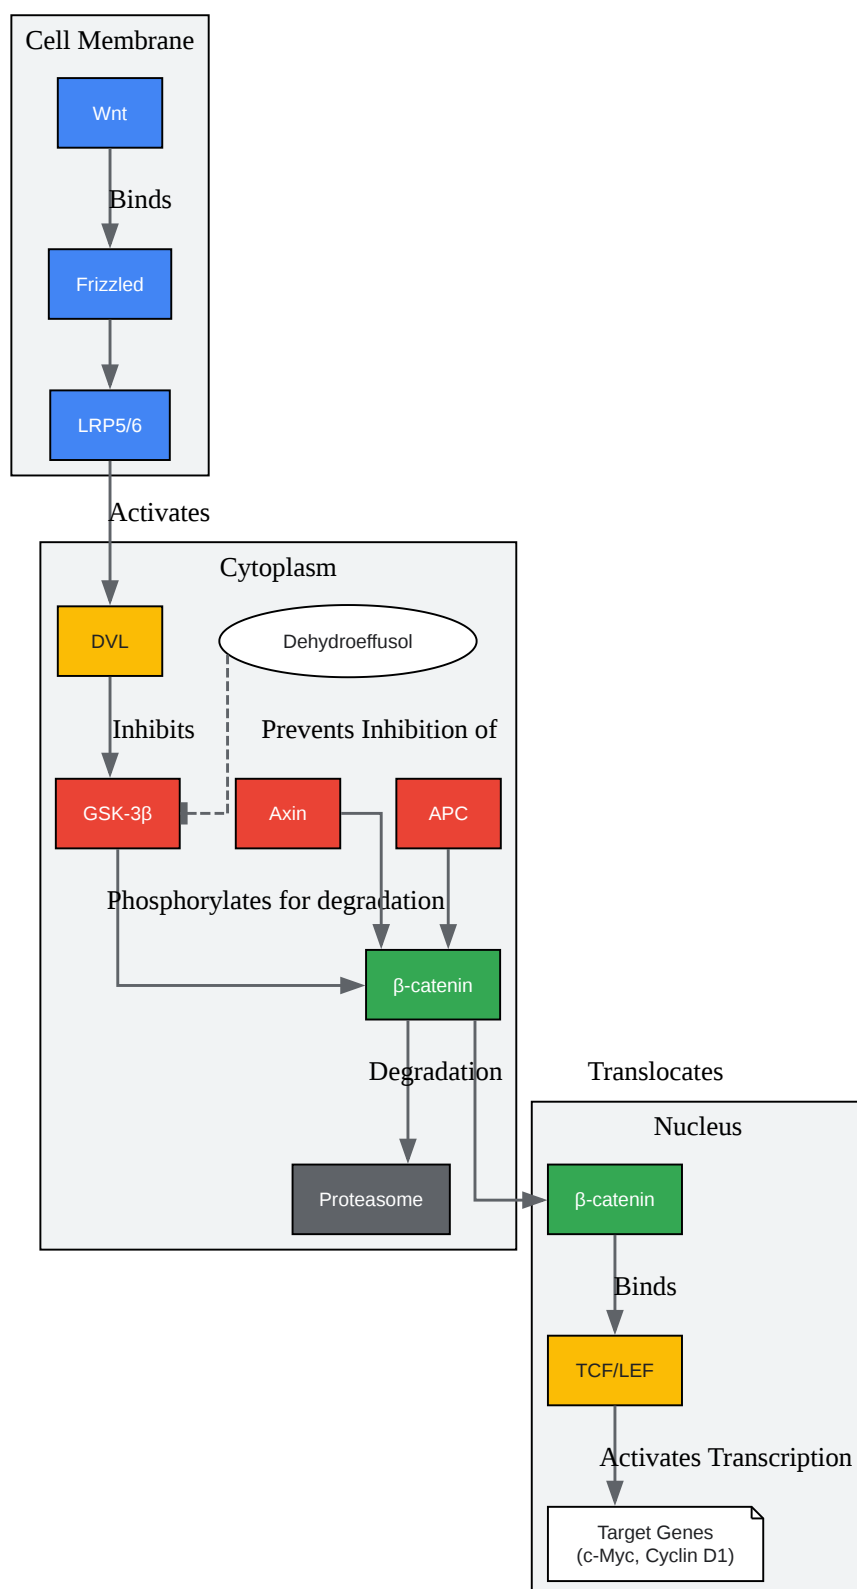 Cell Membrane
Wnt
Binds
Frizzled
LRP5/6
Activates
Cytoplasm
DVL
Dehydroeffusol
Inhibits
Prevents Inhibition of
GSK-3β
Axin
APC
Phosphorylates for degradation
β-catenin
Degradation
Translocates
Nucleus
Proteasome
β-catenin
Binds
TCF/LEF
Activates Transcription
Target Genes
(c-Myc, Cyclin D1)